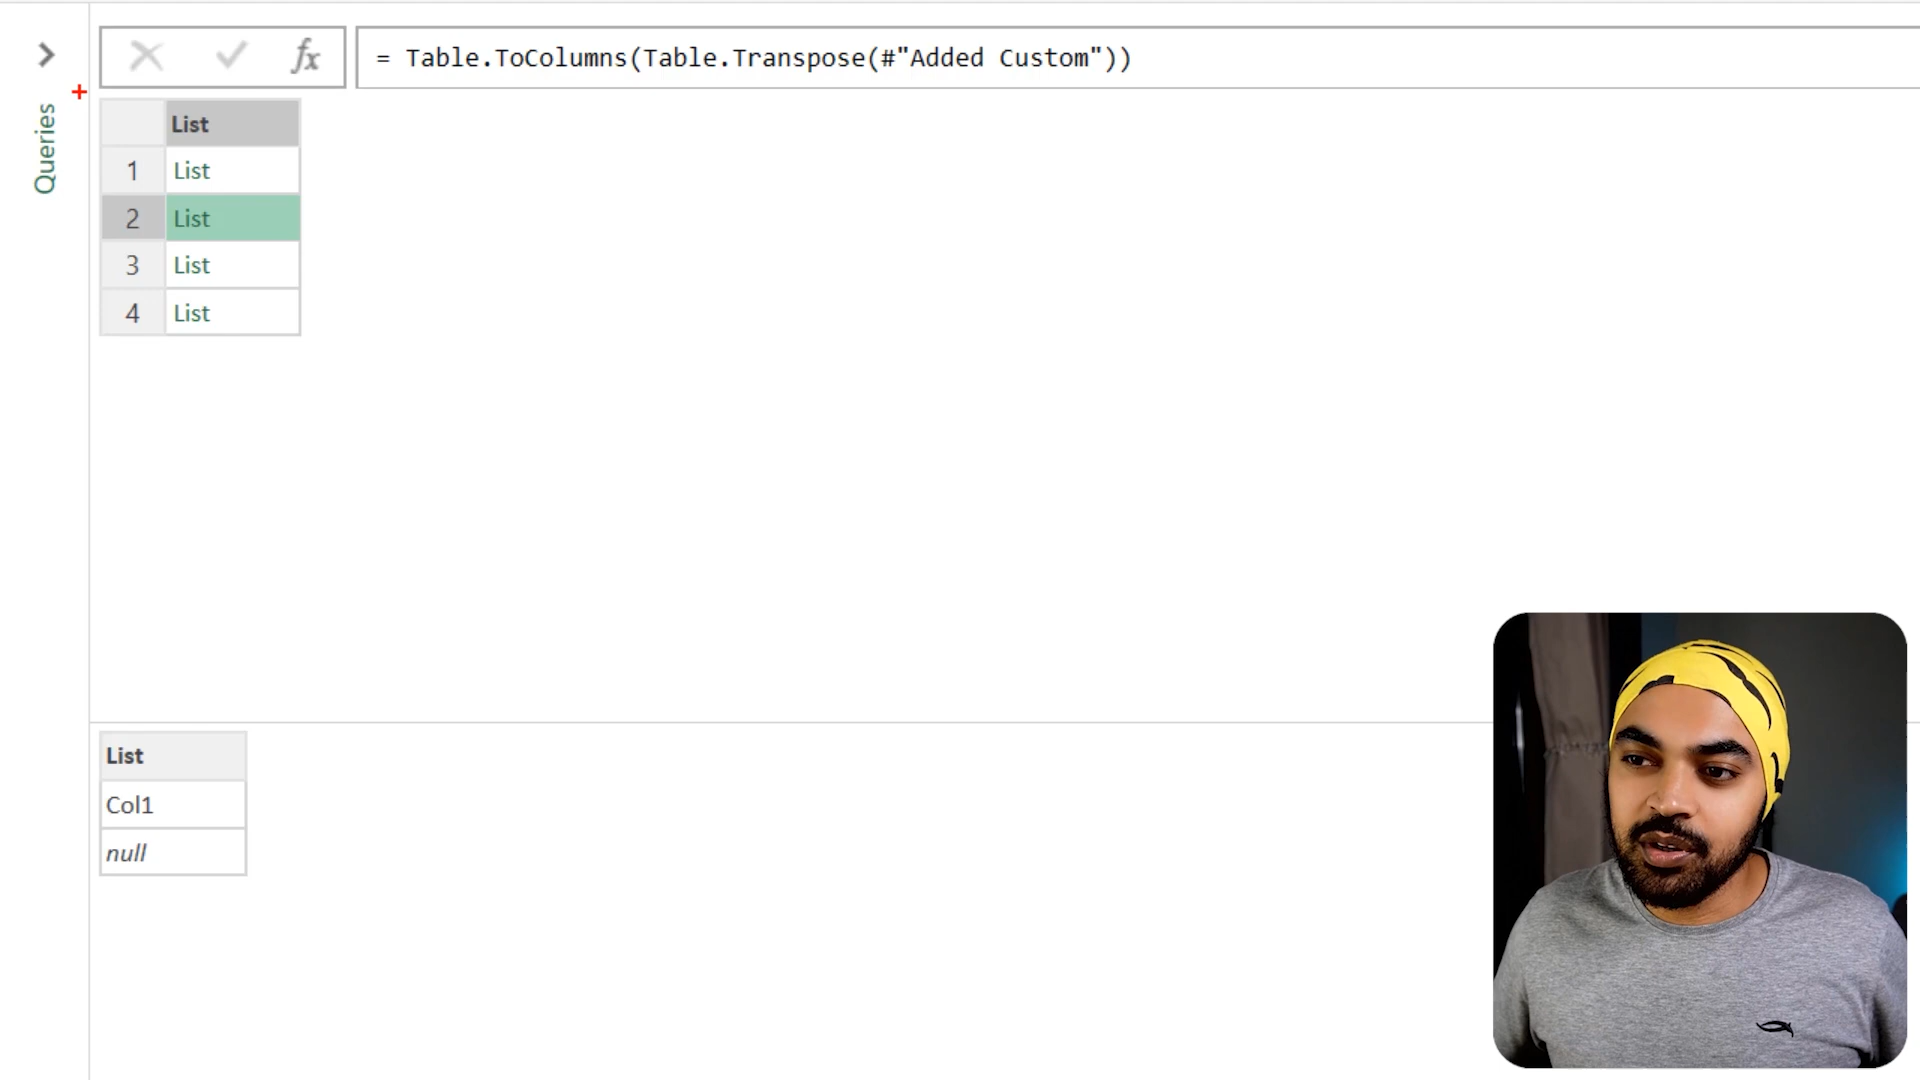 fx
= Table.ToColumns(Table.Transpose(#"Added Custom"))
Queries
List
1 List
2 List
3 List
4 List
List
Col1
null